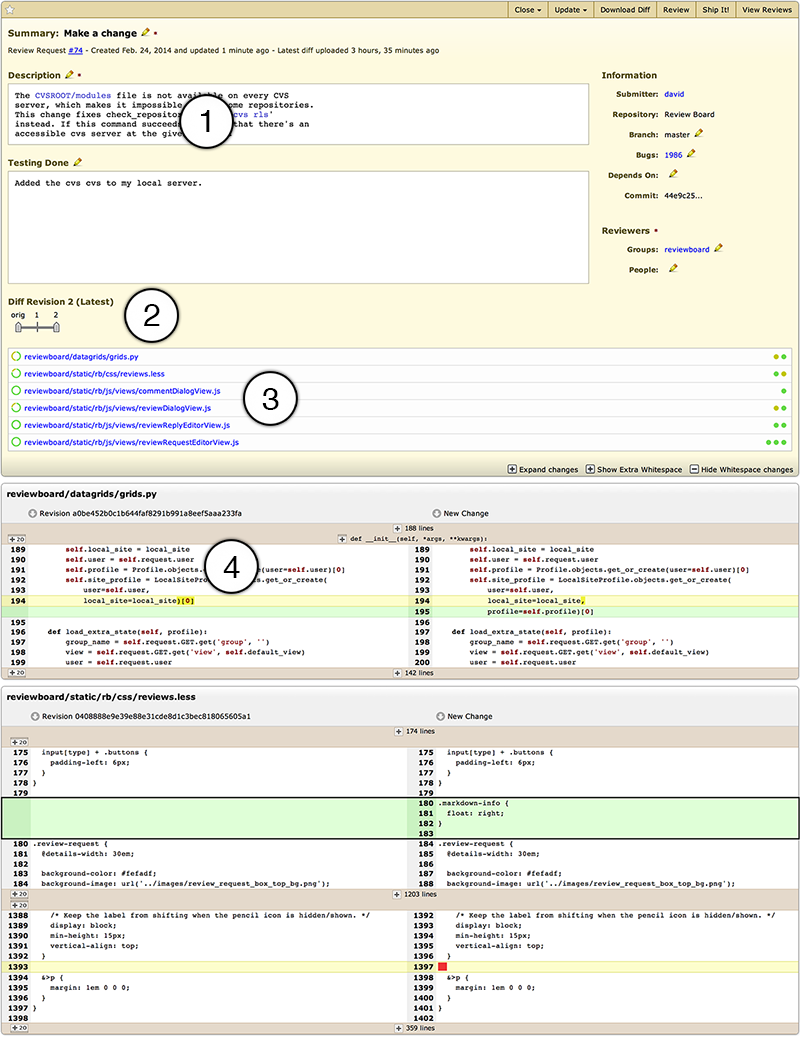 Close Update Download Diff Review Ship It! View Reviews
Summary: Make a change
Review Request #74 - Created Feb. 24, 2014 and updated 1 minute ago - Latest diff uploaded 3 hours, 35 minutes ago
Description
The CVSROOT/modules file is not on every CVS
server, which makes it impossible some repositories.
This change fixes cvs rls'
instead. If this command that there's an
accessible cvs server at the
1
Testing Done
Added the cvs cvs to my local server.
Information
Submitter: david
Repository: Review Board
Branch: master
Bugs: 1986
Depends On:
Commit: 44e9c25...
Reviewers
Groups: reviewboard
People:
Diff Revision 2 (Latest)
orig 1 2
2
reviewboard/datagrids/grids.py
reviewboard/static/rb/css/reviews.less
reviewboard/static/rb/js/views/commentDialogView.js
reviewboard/static/rb/js/views/reviewDialogView.js
reviewboard/static/rb/js/views/reviewReplyEditorView.js
reviewboard/static/rb/js/views/reviewRequestEditorView.js
3
Expand changes Show Extra Whitespace Hide Whitespace changes
reviewboard/datagrids/grids.py
Revision a0be452b0c1b644faf8291b991a8eef5aaa233fa New Change
+ 188 lines
+ 20 + def __init__(self, *args, **kwargs):
189 self.local_site = local_site 189 self.local_site = local_site
190 self.user = self.request.user 190 self.user = self.request.user
191 self.profile = Profile.objects. (user=self.user)[0] 191 self.profile = Profile.objects.get_or_create(user=self.user)[0]
192 self.site_profile = LocalSiteProf .objects.get_or_create( 192 self.site_profile = LocalSiteProfile.objects.get_or_create(
193 user=self.user, 193 user=self.user,
194 local_site=local_site)[0] 194 local_site=local_site,
195 profile=self.profile)[0]
4
195 196
196 def load_extra_state(self, profile): 197 def load_extra_state(self, profile):
197 group_name = self.request.GET.get('group', '') 198 group_name = self.request.GET.get('group', '')
198 view = self.request.GET.get('view', self.default_view) 199 view = self.request.GET.get('view', self.default_view)
199 user = self.request.user 200 user = self.request.user
+ 20 + 142 lines
reviewboard/static/rb/css/reviews.less
Revision 0408888e9e39e88e31cde8d1c3bec818065605a1 New Change
+ 174 lines
+ 20
175 input[type] + .buttons { 175 input[type] + .buttons {
176 padding-left: 6px; 176 padding-left: 6px;
177 } 177 }
178 } 178 }
179 179
180 .markdown-info {
181 float: right;
182 }
183
180 .review-request { 184 .review-request {
181 @details-width: 30em; 185 @details-width: 30em;
182 186
183 background-color: #fefadf; 187 background-color: #fefadf;
184 background-image: url('../images/review_request_box_top_bg.png'); 188 background-image: url('../images/review_request_box_top_bg.png');
+ 20 + 1203 lines
+ 20
1388 /* Keep the label from shifting when the pencil icon is hidden/shown. */ 1392 /* Keep the label from shifting when the pencil icon is hidden/shown. */
1389 display: block; 1393 display: block;
1390 min-height: 15px; 1394 min-height: 15px;
1391 vertical-align: top; 1395 vertical-align: top;
1392 } 1396 }
1393 1397
1394 &>p { 1398 &>p {
1395 margin: 1em 0 0 0; 1399 margin: 1em 0 0 0;
1396 } 1400 }
1397 } 1401 }
1398 1402
+ 20 + 359 lines